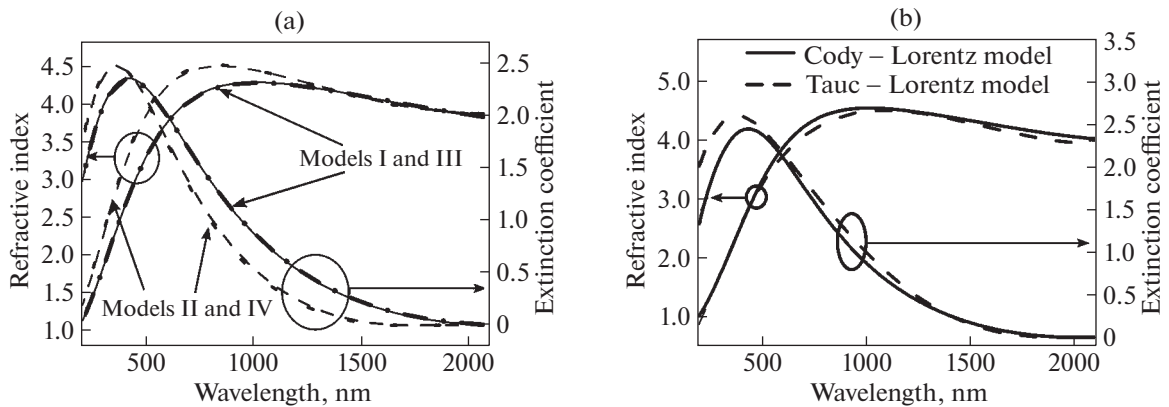 (a)
Refractive index
4.5
4.0
3.5
3.0
2.5
2.0
1.5
1.0
2.5
2.0
1.5
1.0
0.5
0
Extinction coefficient
Models I and III
Models II and IV
500
1000
1500
2000
Wavelength, nm
(b)
Refractive index
5.0
4.0
3.0
2.0
1.0
3.5
3.0
2.5
2.0
1.5
1.0
0.5
0
Extinction coefficient
Cody – Lorentz model
Tauc – Lorentz model
500
1000
1500
2000
Wavelength, nm